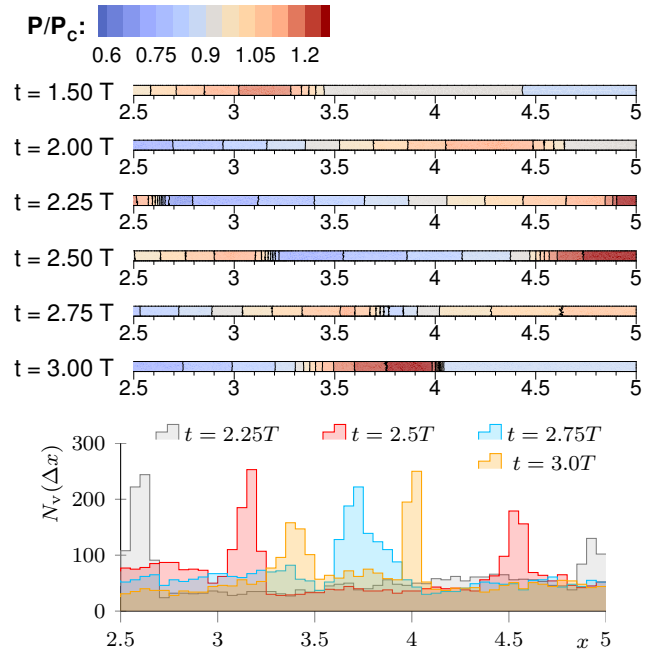 P/P_C:
0.6 0.75 0.9 1.05 1.2
t = 1.50 T
2.5 3 3.5 4 4.5 5
t = 2.00 T
2.5 3 3.5 4 4.5 5
t = 2.25 T
2.5 3 3.5 4 4.5 5
t = 2.50 T
2.5 3 3.5 4 4.5 5
t = 2.75 T
2.5 3 3.5 4 4.5 5
t = 3.00 T
2.5 3 3.5 4 4.5 5
300
t = 2.25T t = 2.5T t = 2.75T
t = 3.0T
200
N_v(Δx)
100
0
2.5 3 3.5 4 4.5 x 5